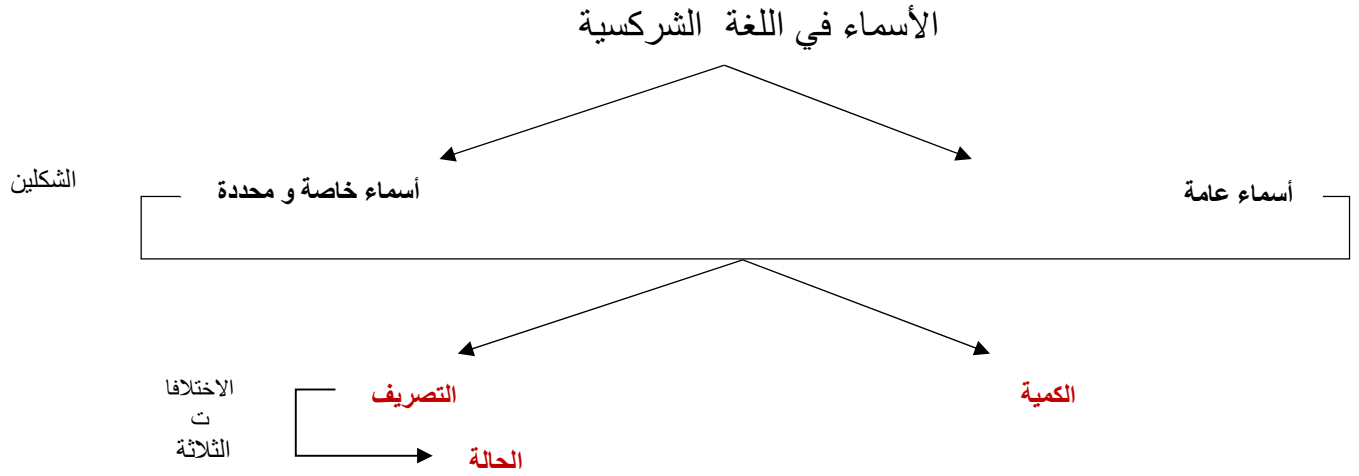 الأسماء في اللغة الشركسية
أسماء عامة
أسماء خاصة و محددة
الشكلين
الكمية
التصريف
الاختلافا
ت
الثلاثة
الحالة